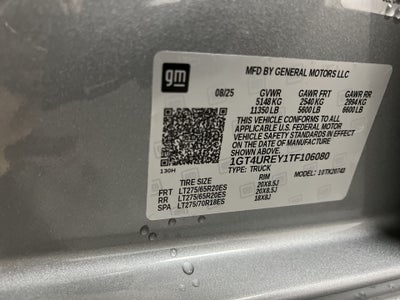 gm
MFD BY GENERAL MOTORS LLC
08/25 GVWR GAWR FRT GAWR RR
5148 KG 2540 KG 2994 KG
11350 LB 5600 LB 6600 LB
THIS VEHICLE CONFORMS TO ALL
APPLICABLE U.S. FEDERAL MOTOR
VEHICLE SAFETY STANDARDS IN EFFECT
ON THE DATE OF MANUFACTURE
SHOWN ABOVE.
1GT4UREY1TF106080
130H TYPE: TRUCK MODEL: 10TK20743
TIRE SIZE RIM
FRT LT275/65R20ES 20X8.5J
RR LT275/65R20ES 20X8.5J
SPA LT275/70R18ES 18X8J